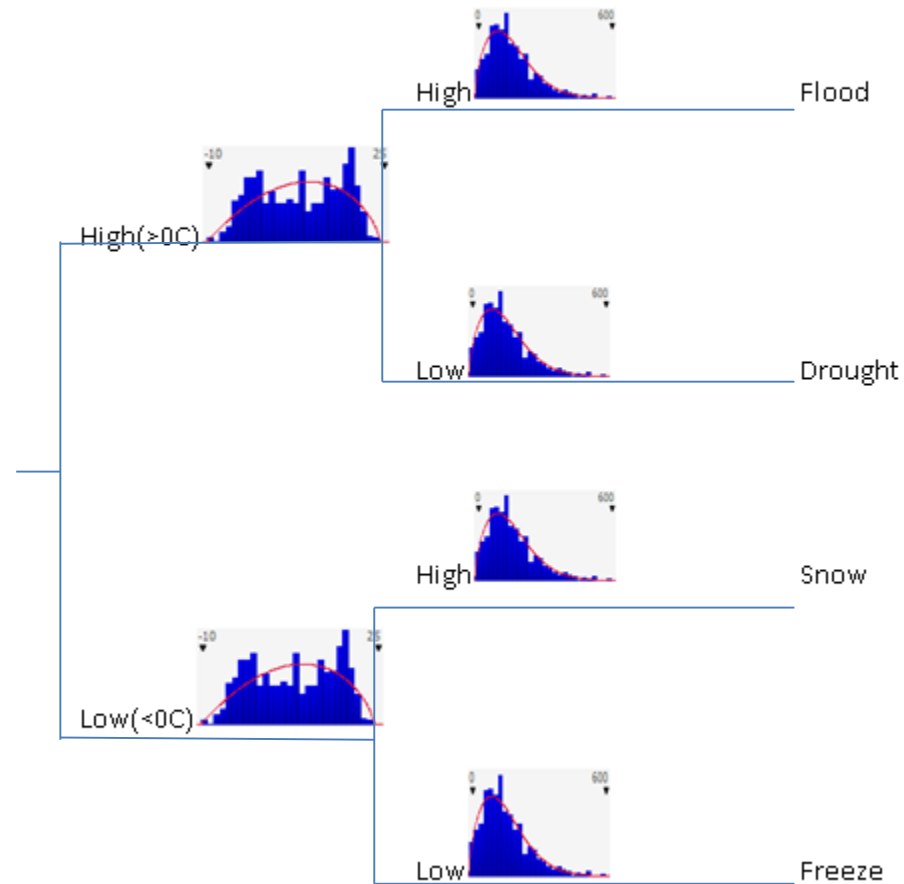 0 600
High Flood
-10 25
High(>0C)
0 600
Low Drought
0 600
High Snow
-10 25
Low(<0C)
0 600
Low Freeze